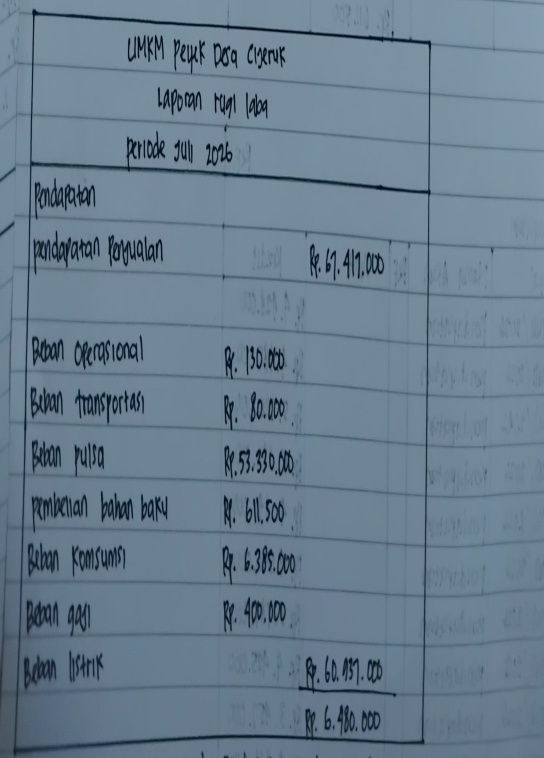 UMKM Peyek Desa Cigeruk
Laporan rugi laba
periode Juli 2026
Pendapatan
pendapatan Penjualan Rp. 67.417.000
Beban Operasional Rp. 130.000
Beban transportasi Rp. 80.000
Beban pulsa Rp. 53.330.000
pembelian bahan baku Rp. 611.500
Beban Komsumsi Rp. 6.385.000
Beban gaji Rp. 400.000
Beban listrik Rp. 60.937.000
Rp. 6.480.000